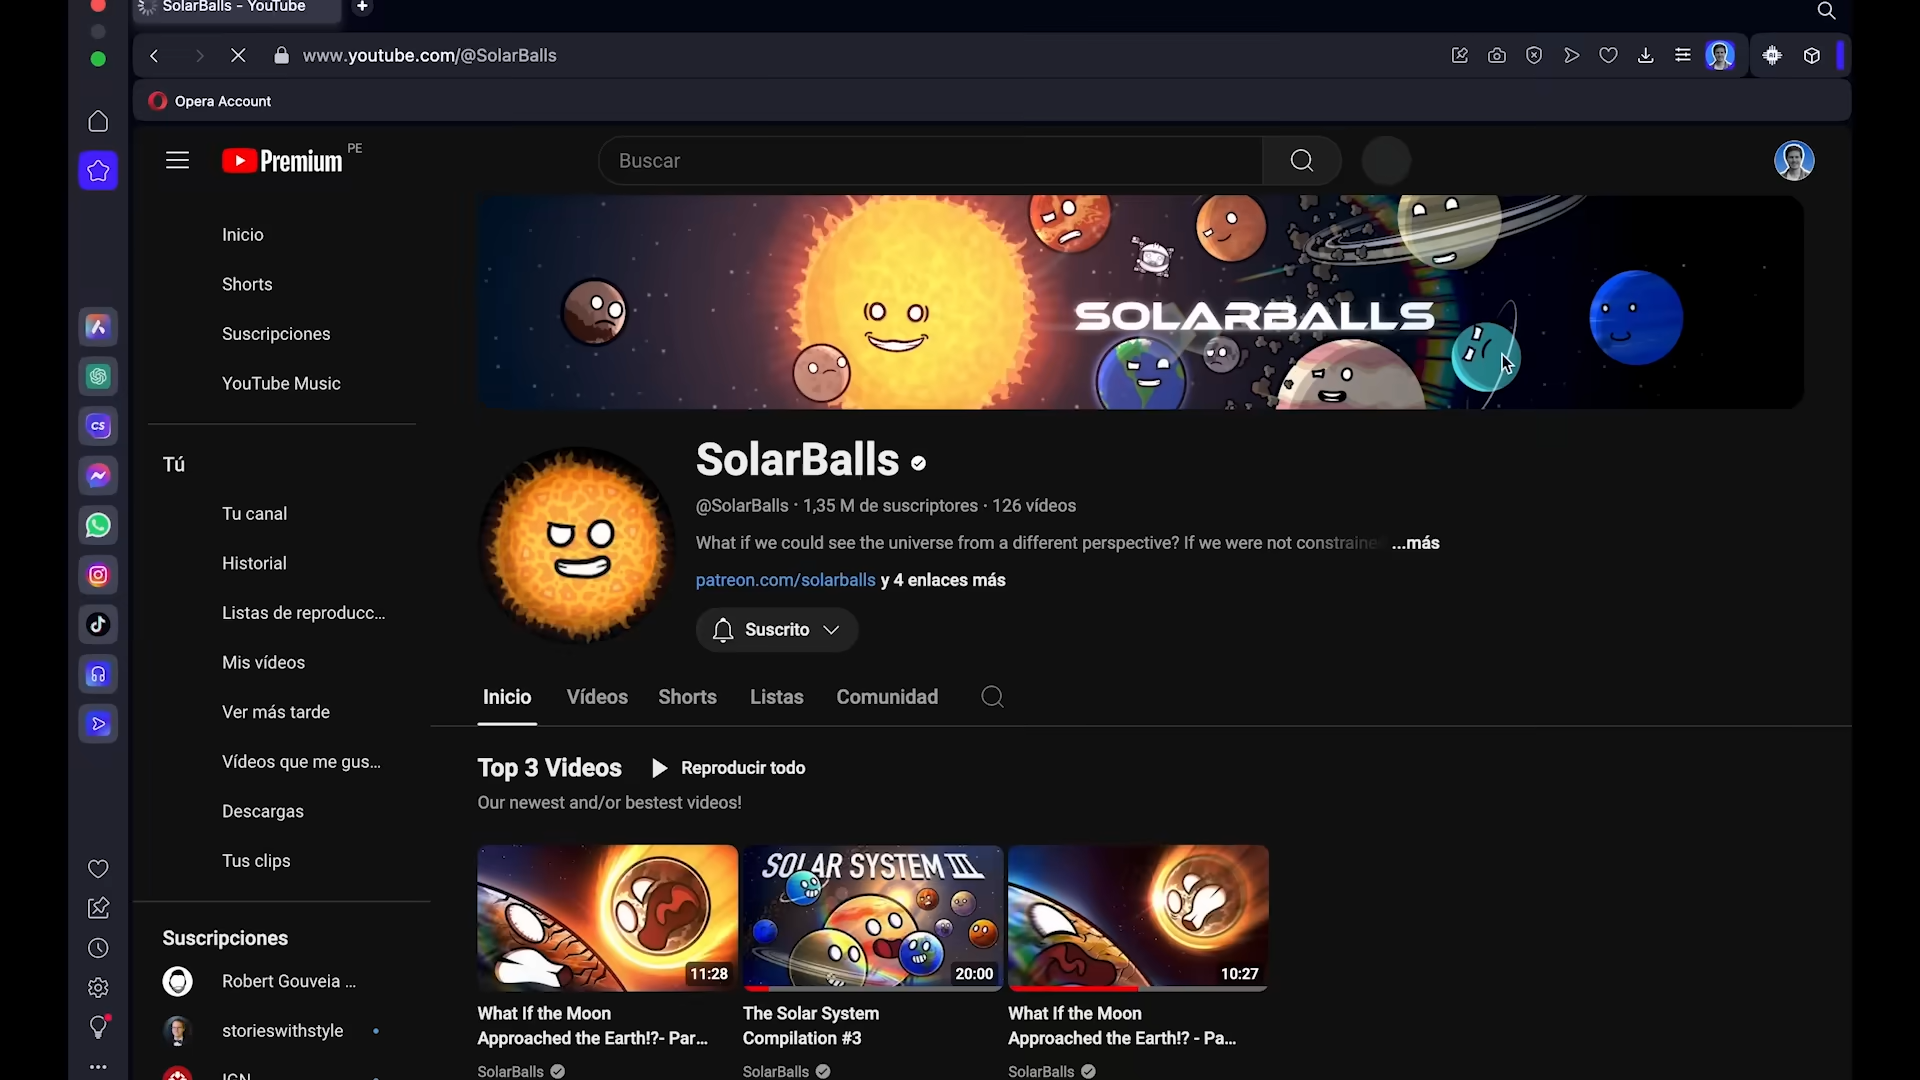 SolarBalls - YouTube
www.youtube.com/@SolarBalls
Opera Account
Premium PE
Buscar
Inicio
Shorts
Suscripciones
YouTube Music
Tú
Tu canal
Historial
Listas de reproducc...
Mis vídeos
Ver más tarde
Vídeos que me gus...
Descargas
Tus clips
Suscripciones
Robert Gouveia ...
storieswithstyle
IGN
CS
SOLARBALLS
SolarBalls
@SolarBalls · 1,35 M de suscriptores · 126 vídeos
What if we could see the universe from a different perspective? If we were not constraine ...más
patreon.com/solarballs y 4 enlaces más
Suscrito
Inicio Vídeos Shorts Listas Comunidad
Top 3 Videos Reproducir todo
Our newest and/or bestest videos!
11:28
SOLAR SYSTEM III
20:00
10:27
What If the Moon
Approached the Earth!?- Par...
SolarBalls
The Solar System
Compilation #3
SolarBalls
What If the Moon
Approached the Earth!? - Pa...
SolarBalls